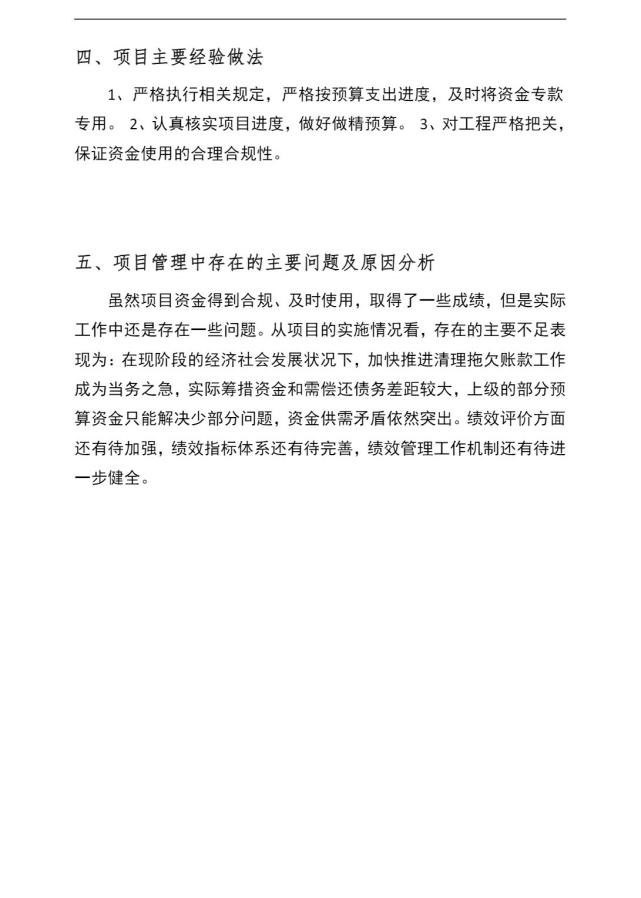 四、项目主要经验做法
1、严格执行相关规定，严格按预算支出进度，及时将资金专款
专用。 2、认真核实项目进度，做好做精预算。 3、对工程严格把关，
保证资金使用的合理合规性。
五、项目管理中存在的主要问题及原因分析
虽然项目资金得到合规、及时使用，取得了一些成绩，但是实际
工作中还是存在一些问题。从项目的实施情况看，存在的主要不足表
现为：在现阶段的经济社会发展状况下，加快推进清理拖欠账款工作
成为当务之急，实际筹措资金和需偿还债务差距较大，上级的部分预
算资金只能解决少部分问题，资金供需矛盾依然突出。绩效评价方面
还有待加强，绩效指标体系还有待完善，绩效管理工作机制还有待进
一步健全。